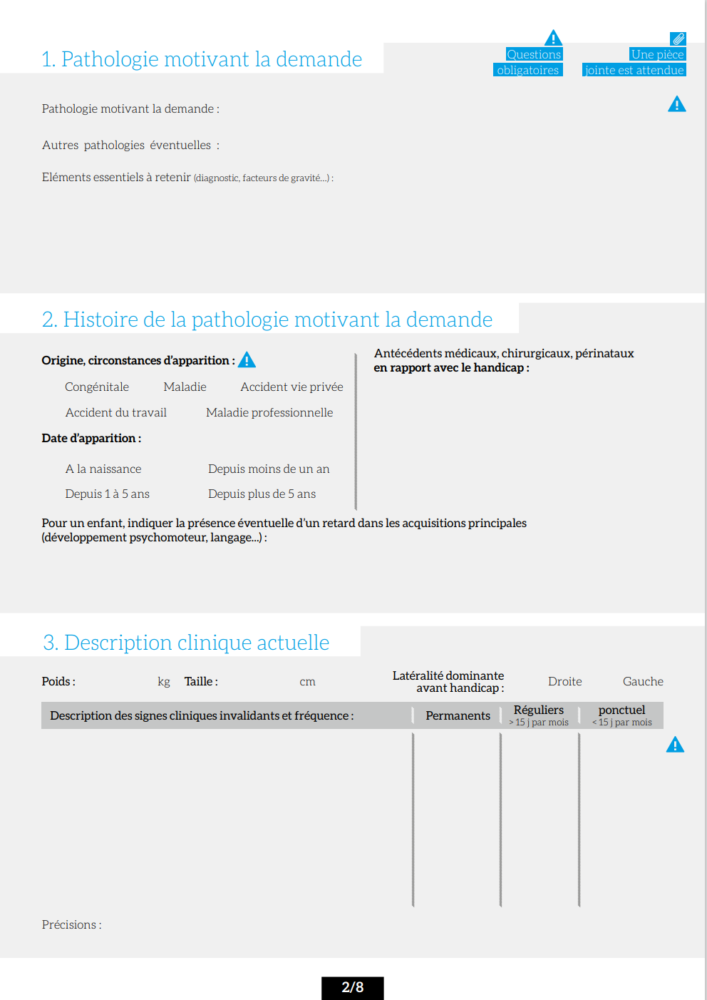 1. Pathologie motivant la demande
Questions
obligatoires
Une pièce
jointe est attendue
Pathologie motivant la demande :
Autres pathologies éventuelles :
Eléments essentiels à retenir (diagnostic, facteurs de gravité...) :
2. Histoire de la pathologie motivant la demande
Origine, circonstances d'apparition :
Congénitale Maladie Accident vie privée
Accident du travail Maladie professionnelle
Date d'apparition :
A la naissance Depuis moins de un an
Depuis 1 à 5 ans Depuis plus de 5 ans
Antécédents médicaux, chirurgicaux, périnataux
en rapport avec le handicap :
Pour un enfant, indiquer la présence éventuelle d'un retard dans les acquisitions principales
(développement psychomoteur, langage...) :
3. Description clinique actuelle
Poids : kg Taille : cm
Latéralité dominante
avant handicap :
Droite Gauche
Description des signes cliniques invalidants et fréquence :
Permanents
Réguliers
> 15 j par mois
ponctuel
< 15 j par mois
Précisions :
2/8